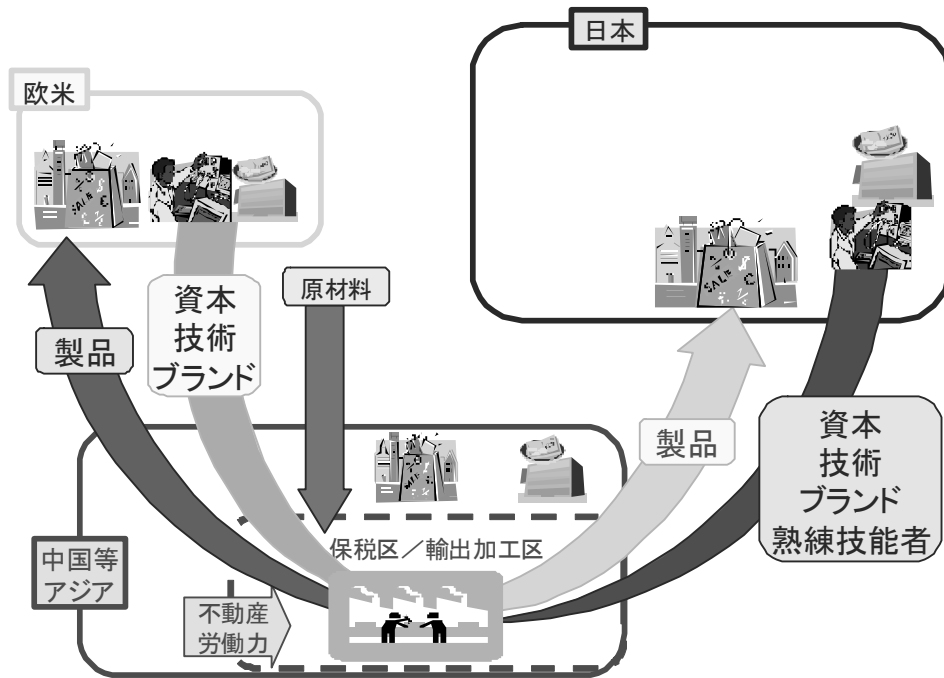 日本
欧米
原材料
資本
技術
ブランド
製品
製品
資本
技術
ブランド
熟練技能者
保税区／輸出加工区
中国等
アジア
不動産
労働力